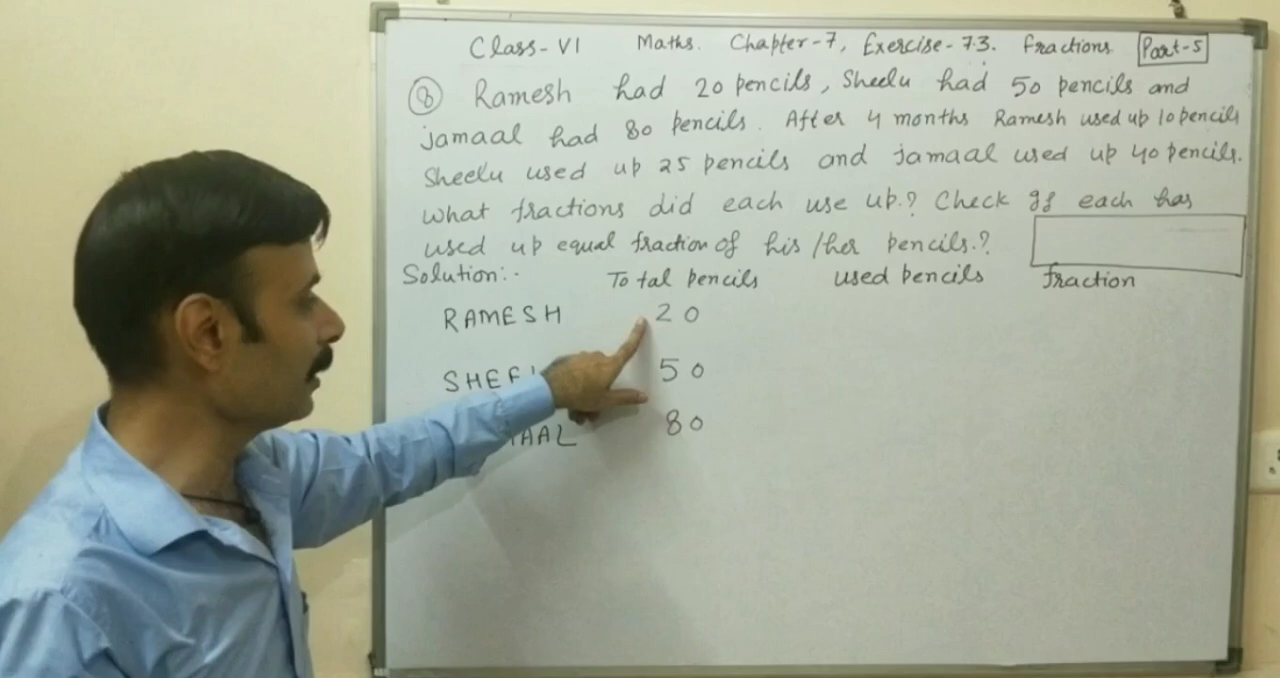 Class-VI Maths. Chapter-7, Exercise-7.3. Fractions. Part-5
8 Ramesh had 20 pencils, Sheelu had 50 pencils and
jamaal had 80 pencils. After 4 months Ramesh used up 10 pencils
Sheelu used up 25 pencils and jamaal used up 40 pencils.
What fractions did each use up.? Check if each has
used up equal fraction of his/her pencils.?
Solution:- Total pencils used pencils fraction
RAMESH 20
50
80